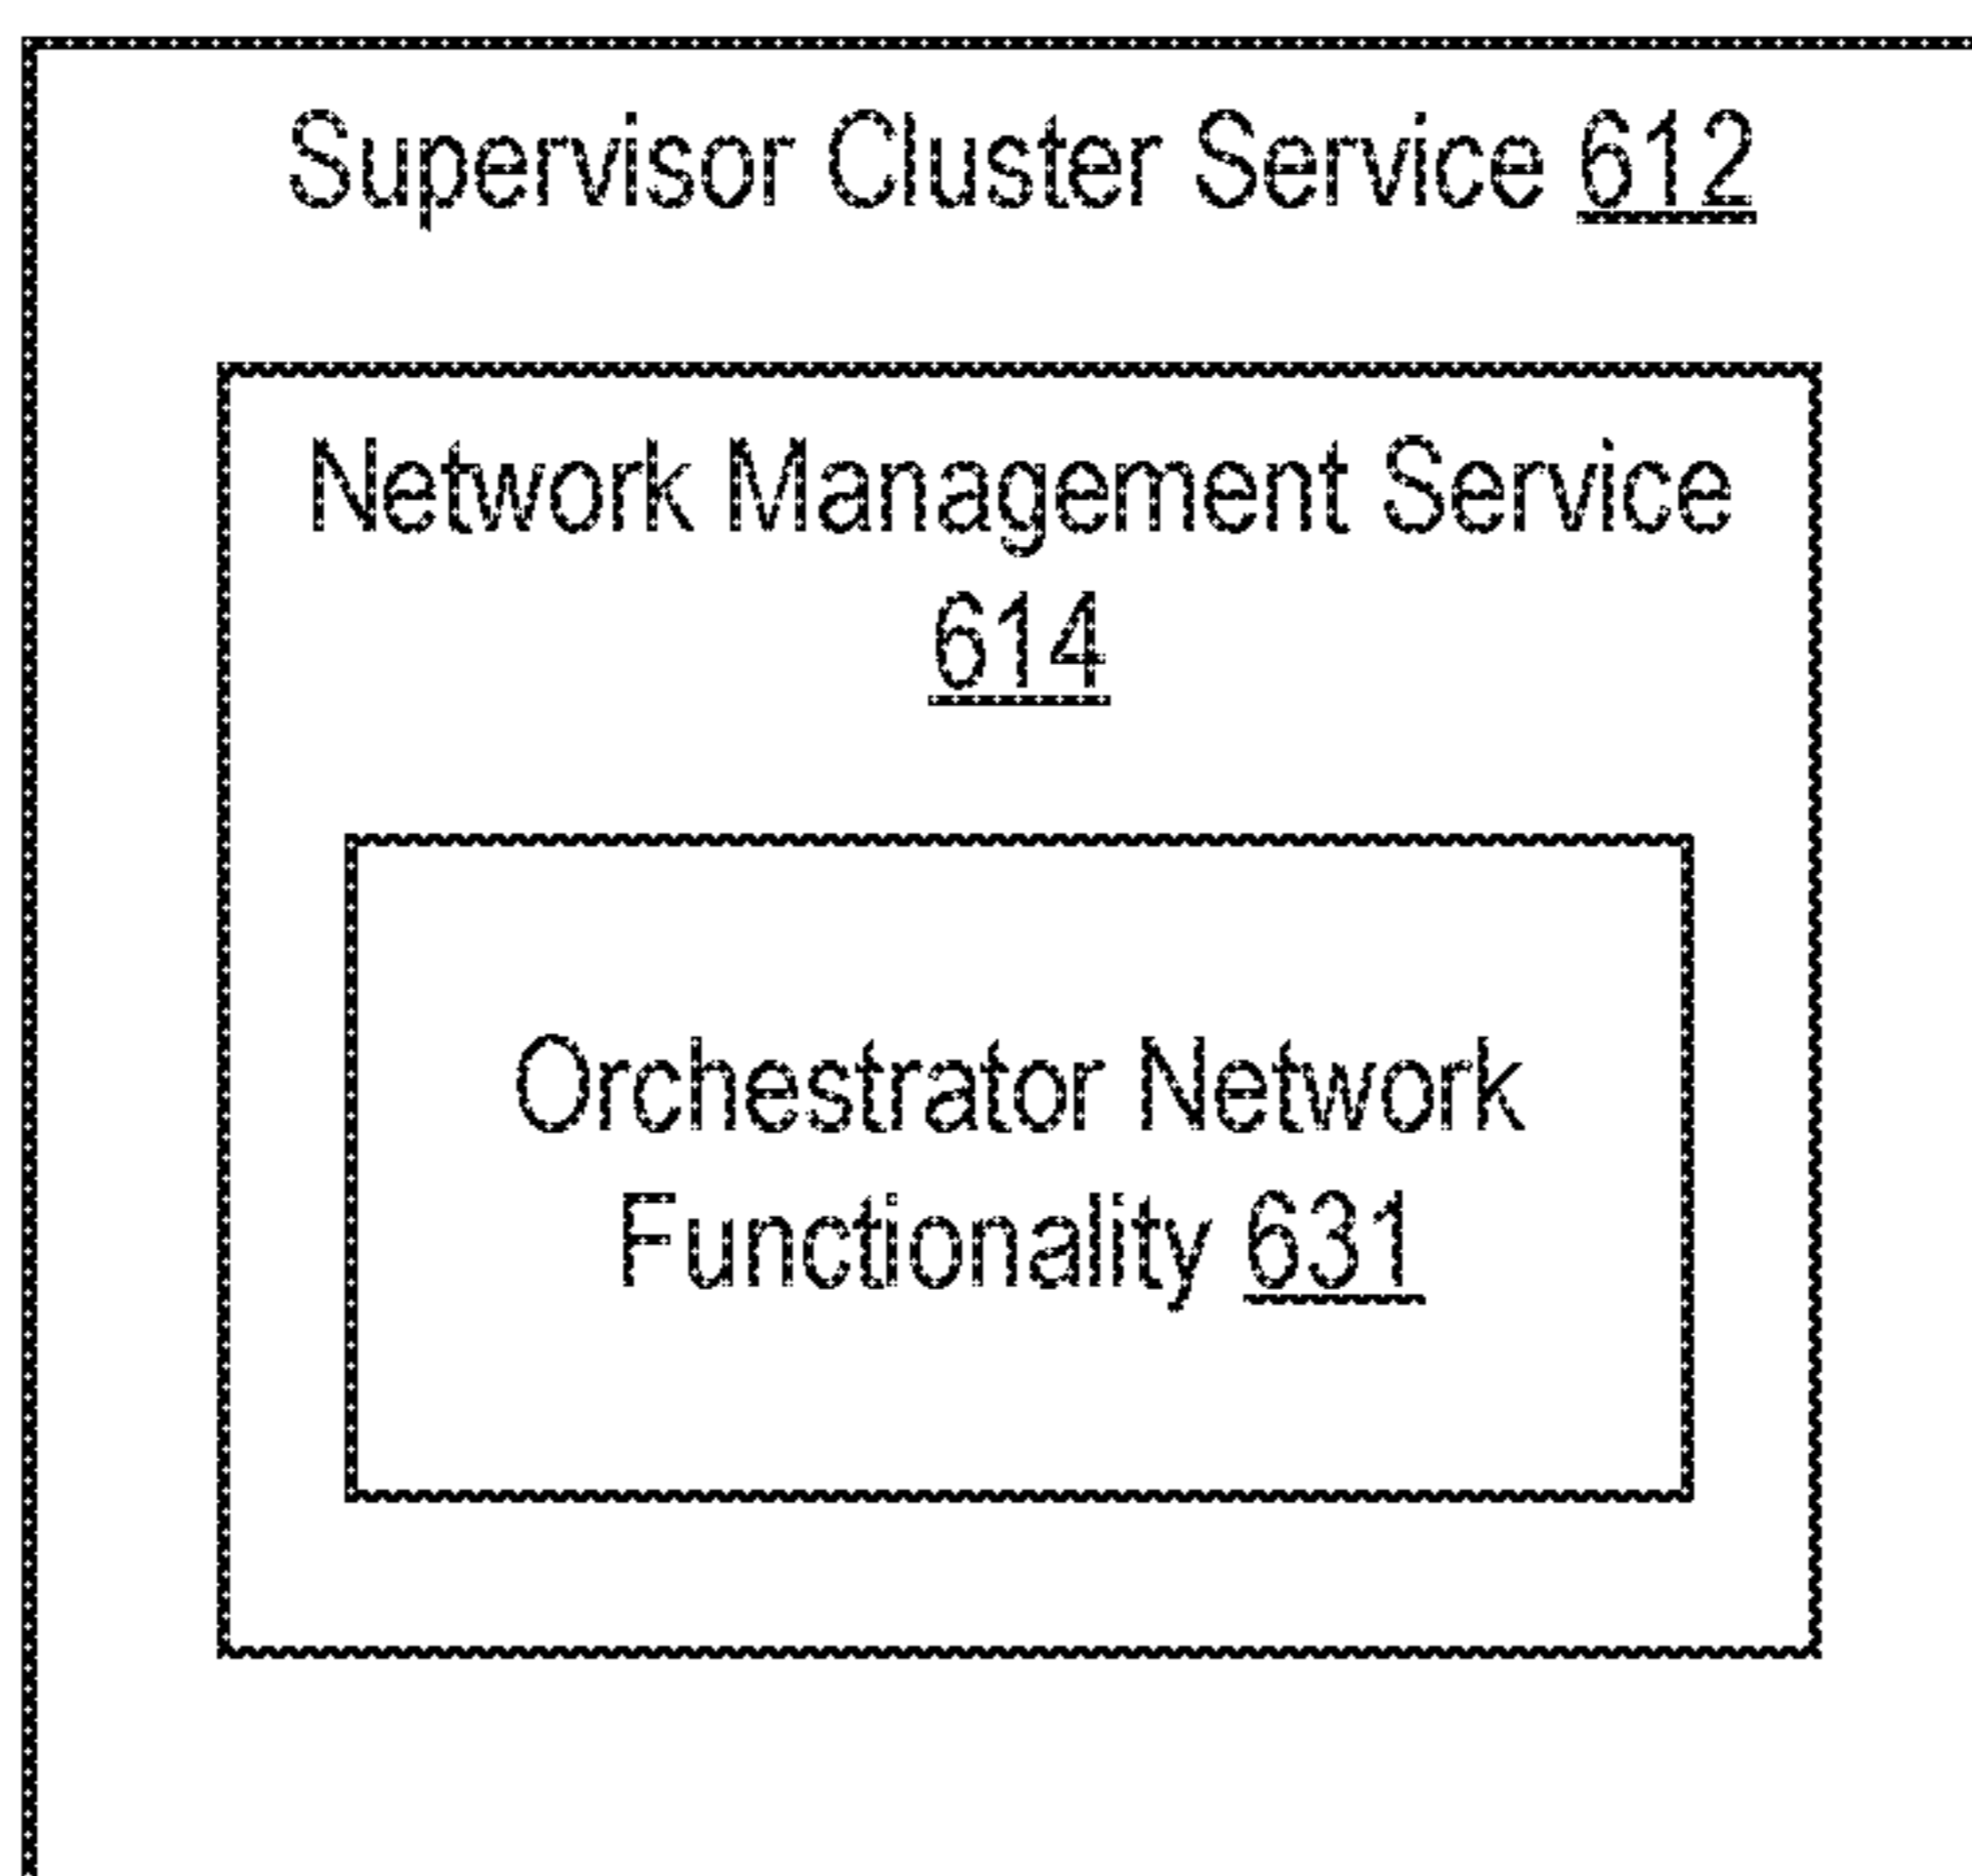 Supervisor Cluster Service 612
Network Management Service
614
Orchestrator Network
Functionality 631